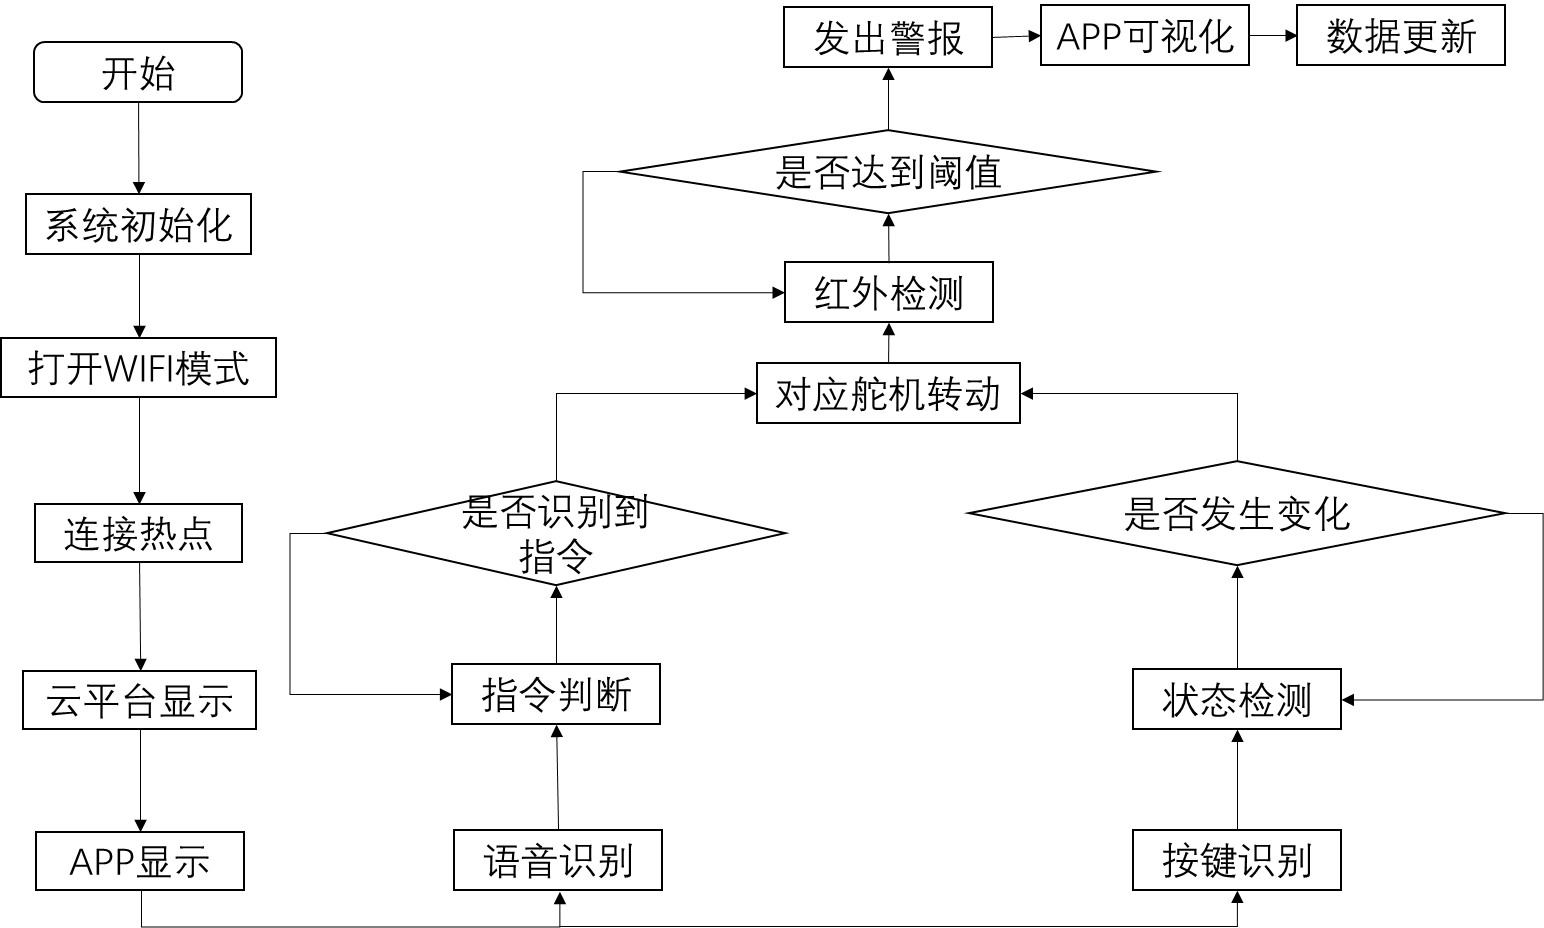 开始
系统初始化
打开WIFI模式
连接热点
云平台显示
APP显示
语音识别
指令判断
是否识别到
指令
按键识别
状态检测
是否发生变化
对应舵机转动
红外检测
是否达到阈值
发出警报
APP可视化
数据更新